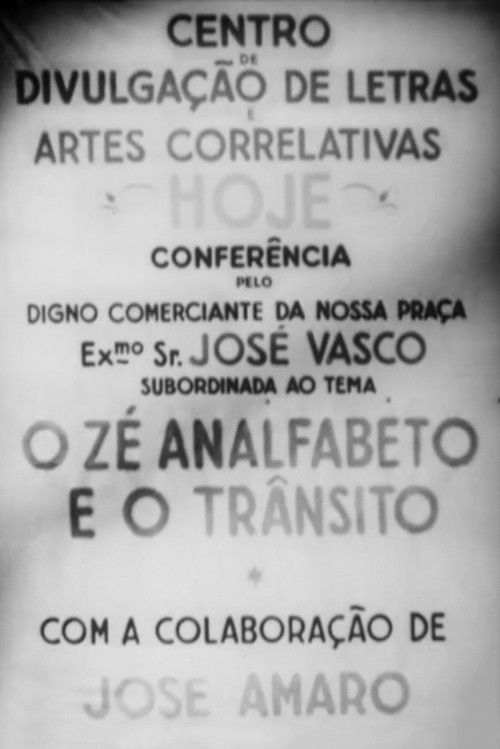 CENTRO
DE
DIVULGAÇÃO DE LETRAS
E
ARTES CORRELATIVAS
HOJE
CONFERÊNCIA
PELO
DIGNO COMERCIANTE DA NOSSA PRAÇA
Exmo Sr. JOSÉ VASCO
SUBORDINADA AO TEMA
O ZÉ ANALFABETO
E O TRÂNSITO
COM A COLABORAÇÃO DE
JOSE AMARO